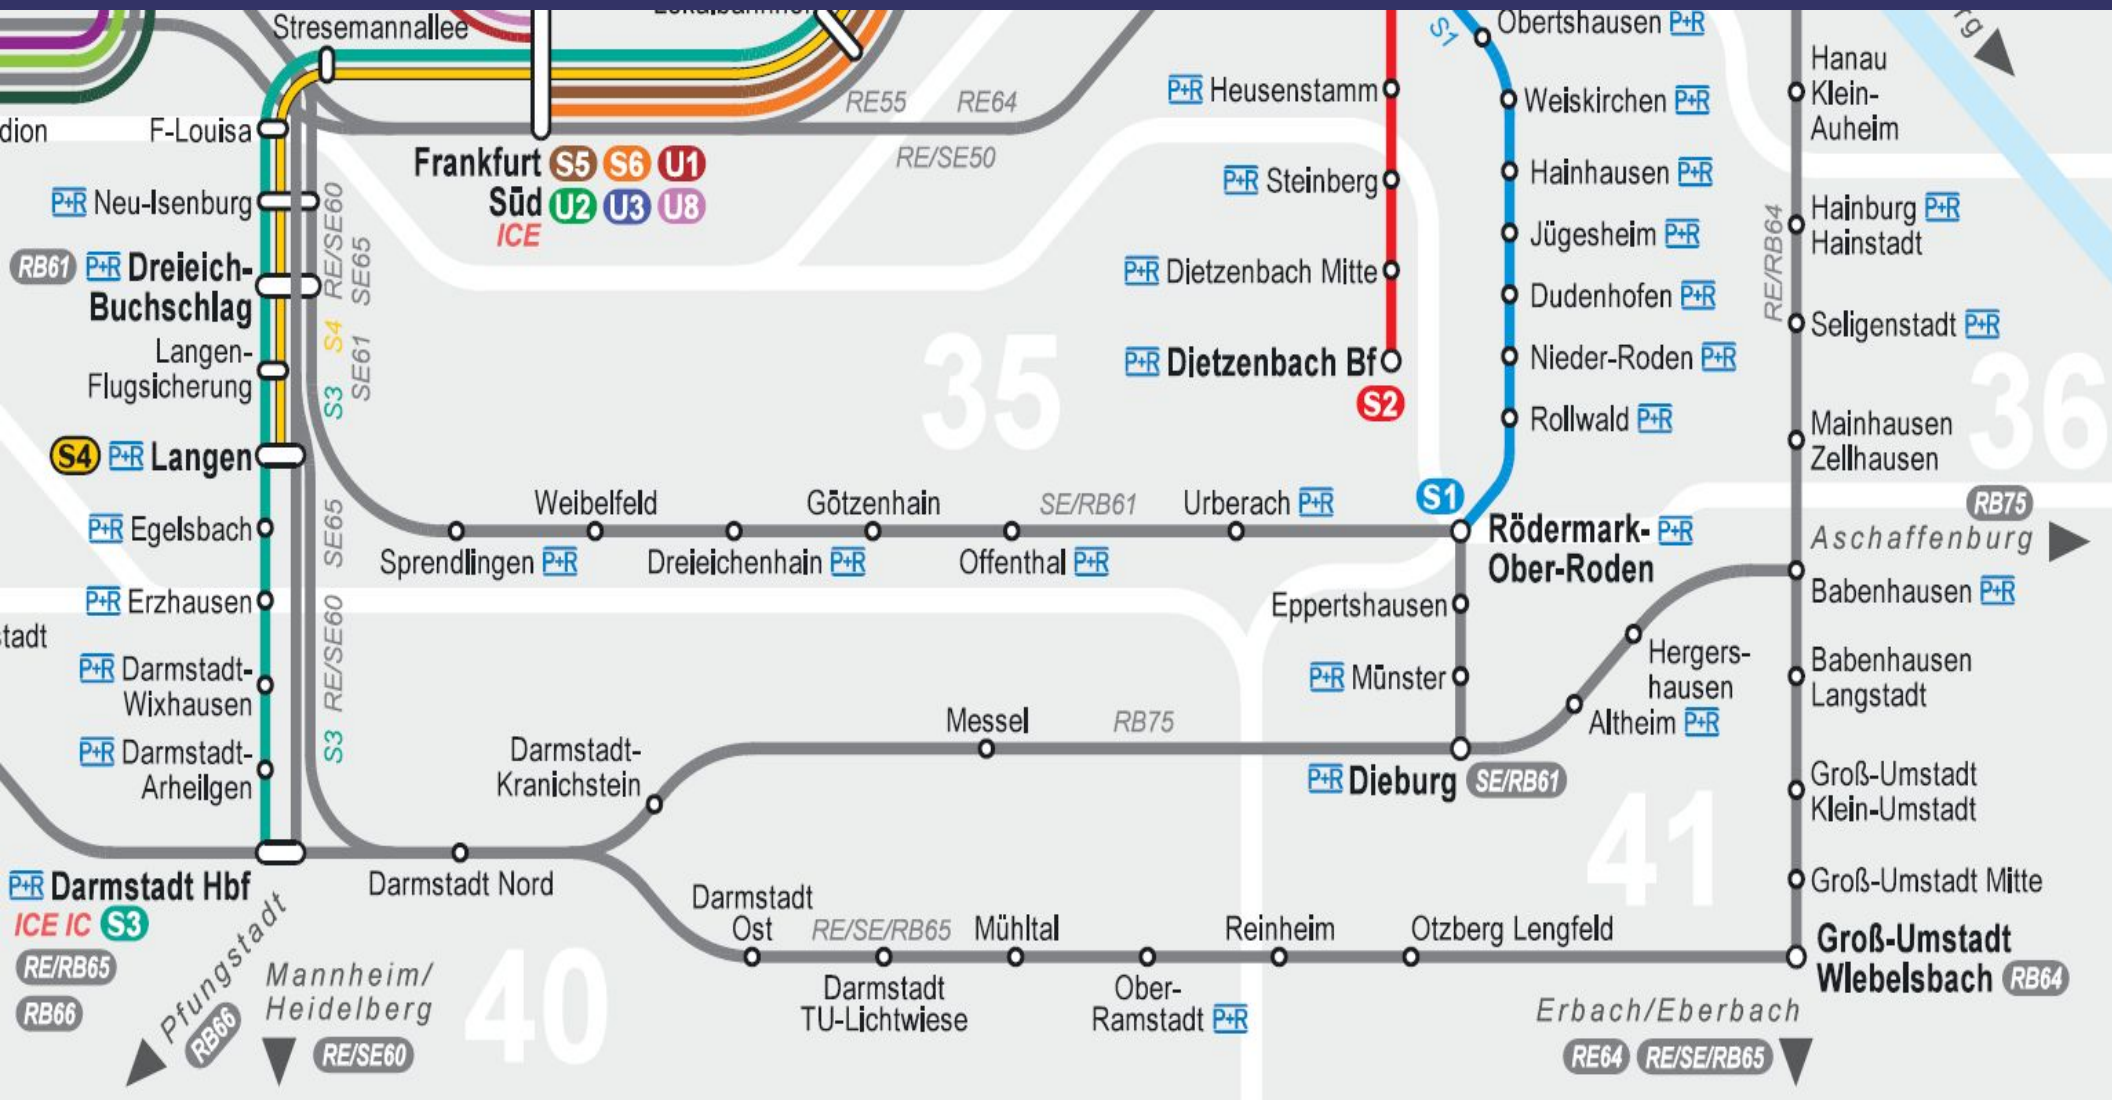 Stresemannallee
S1
Obertshausen P+R
rg
Hanau
Klein-
Auheim
P+R Heusenstamm
Weiskirchen P+R
RE55 RE64
dion
F-Louisa
RE/SE50
Frankfurt S5 S6 U1
Süd U2 U3 U8
ICE
P+R Steinberg
Hainhausen P+R
P+R Neu-Isenburg
RE/SE60
SE65
Jügesheim P+R
RE/RB64
Hainburg P+R
Hainstadt
RB61 P+R Dreieich-
Buchschlag
P+R Dietzenbach Mitte
Dudenhofen P+R
Seligenstadt P+R
S3 S4
SE61
Langen-
Flugsicherung
35
P+R Dietzenbach Bf
S2
Nieder-Roden P+R
36
Rollwald P+R
Mainhausen
Zellhausen
S4 P+R Langen
S1
RB75
Aschaffenburg
Weibelfeld
Götzenhain
SE/RB61
Urberach P+R
P+R Egelsbach
SE65
Sprendlingen P+R
Dreieichenhain P+R
Offenthal P+R
Rödermark- P+R
Ober-Roden
Babenhausen P+R
P+R Erzhausen
Eppertshausen
stadt
RE/SE60
P+R Darmstadt-
Wixhausen
P+R Münster
Hergers-
hausen
Babenhausen
Langstadt
Altheim P+R
Messel
RB75
S3
P+R Darmstadt-
Arheilgen
Darmstadt-
Kranichstein
P+R Dieburg SE/RB61
41
Groß-Umstadt
Klein-Umstadt
P+R Darmstadt Hbf
ICE IC S3
RE/RB65
RB66
Darmstadt Nord
Groß-Umstadt Mitte
Darmstadt
Ost
RE/SE/RB65
Mühltal
Reinheim
Otzberg Lengfeld
Groß-Umstadt
Wiebelsbach RB64
Pfungstadt
RB66
Mannheim/
Heidelberg
RE/SE60
40
Darmstadt
TU-Lichtwiese
Ober-
Ramstadt P+R
Erbach/Eberbach
RE64 RE/SE/RB65